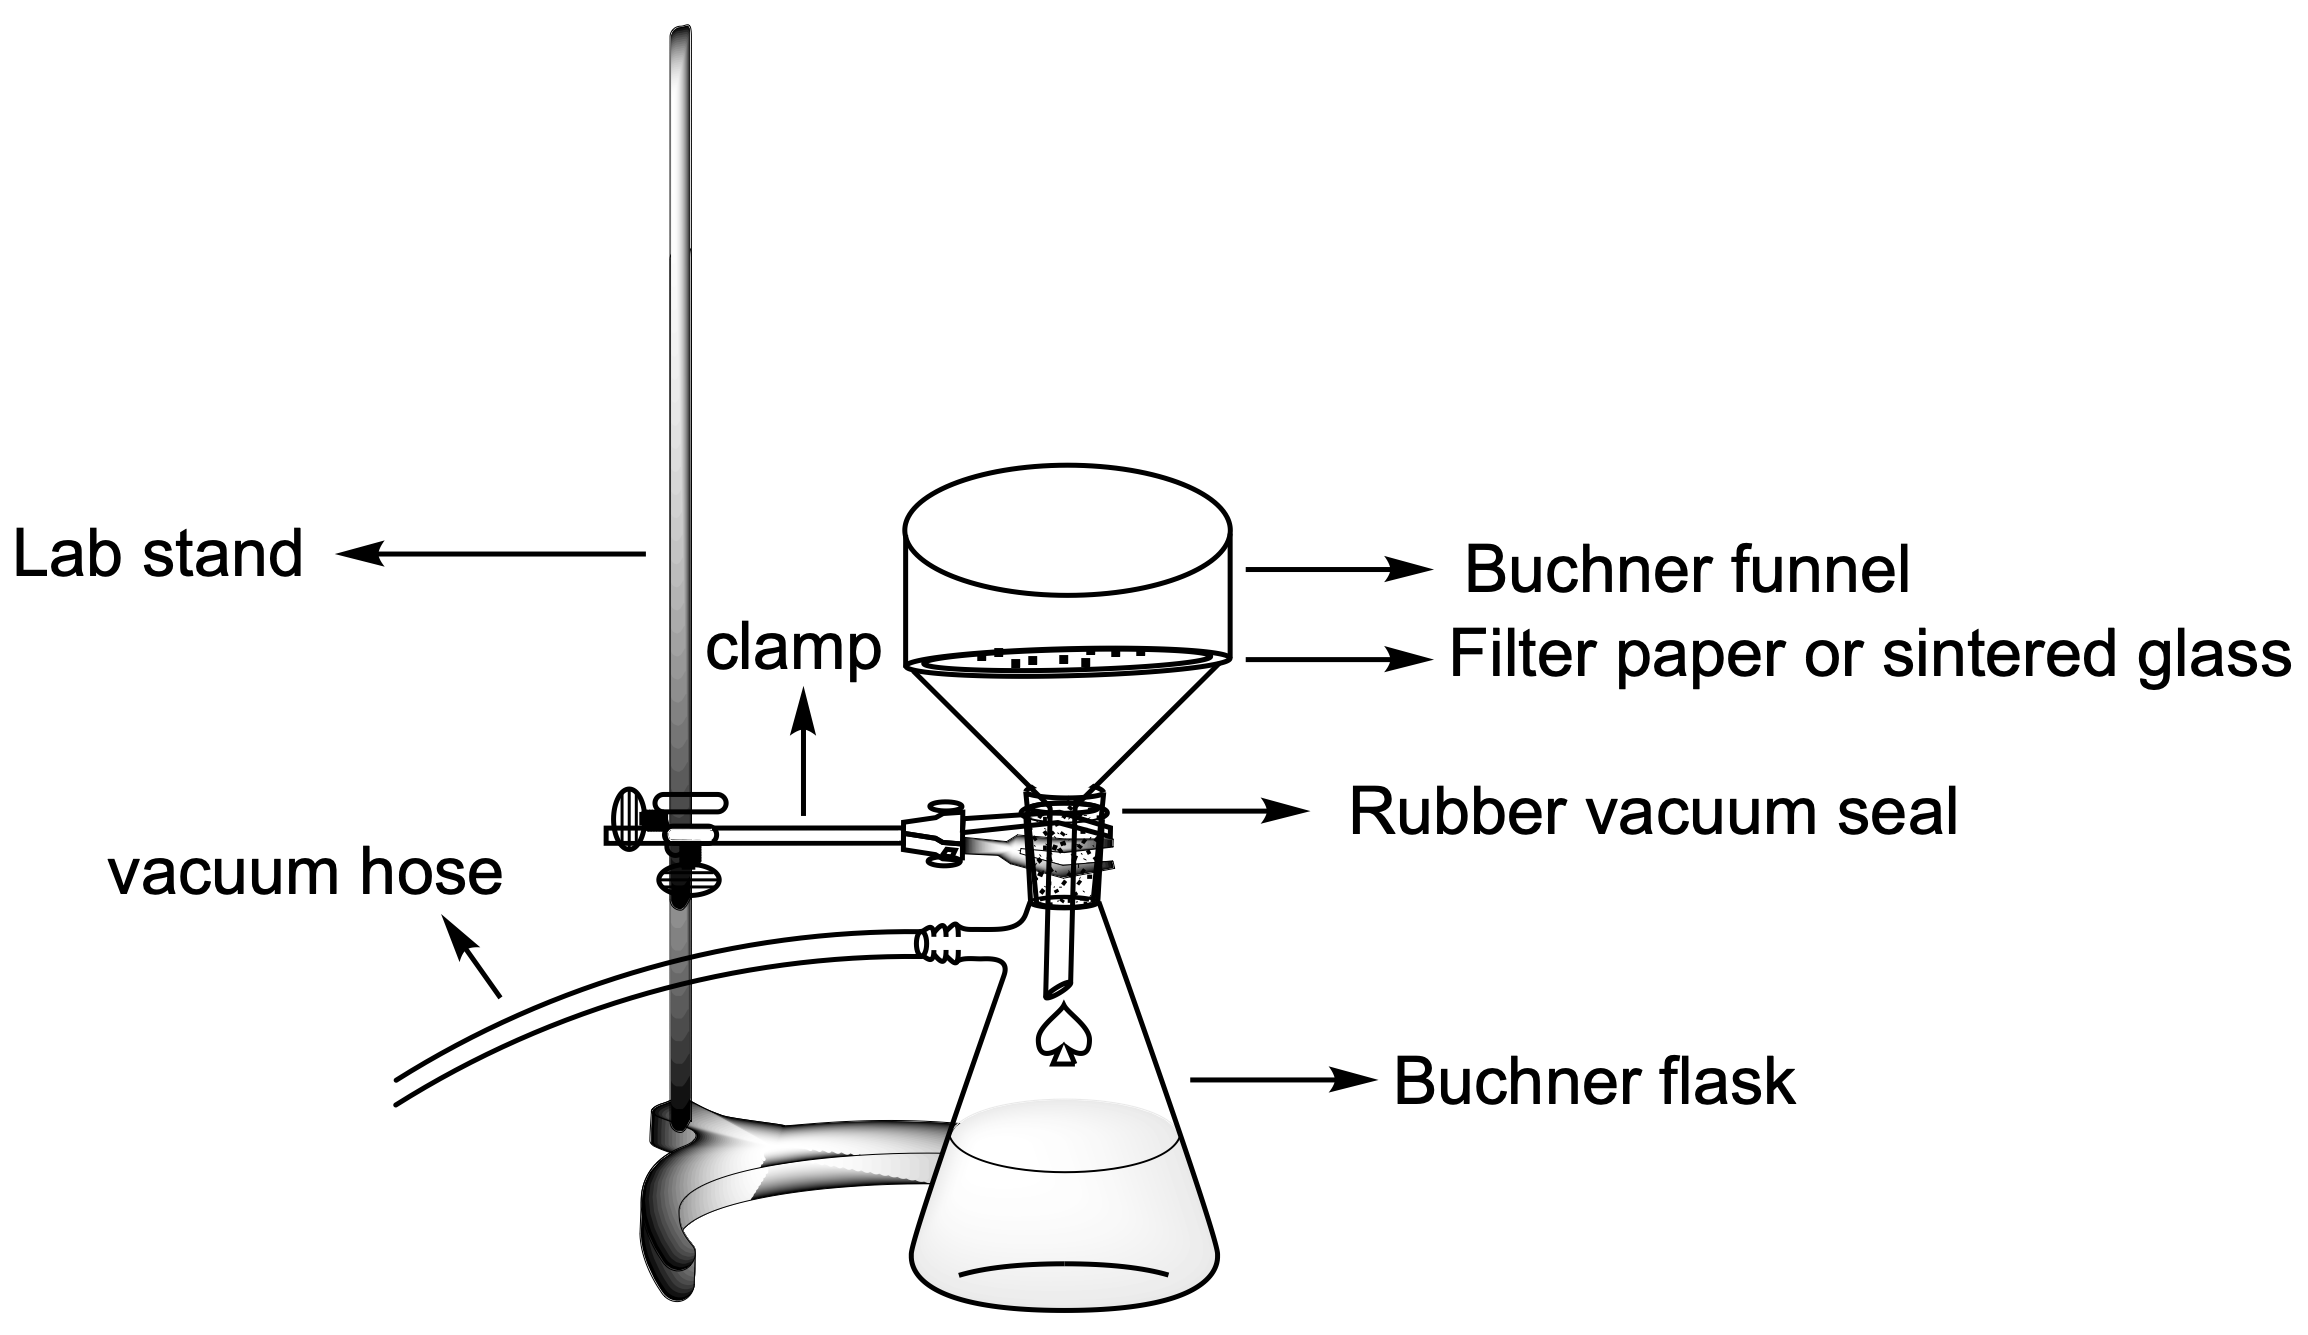 Lab stand
Buchner funnel
clamp
Filter paper or sintered glass
Rubber vacuum seal
vacuum hose
Buchner flask